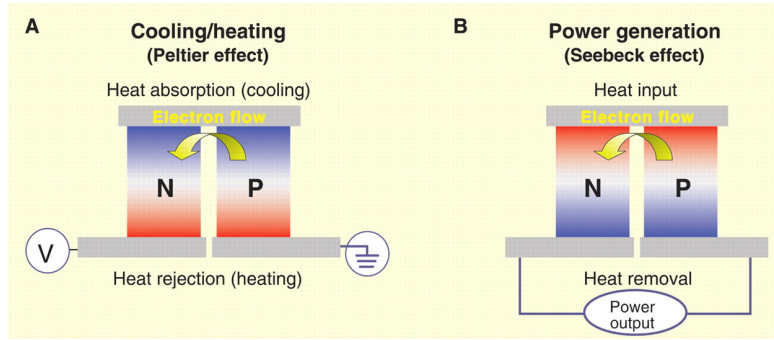 A
Cooling/heating
(Peltier effect)
Heat absorption (cooling)
Electron flow
N
P
V
Heat rejection (heating)
B
Power generation
(Seebeck effect)
Heat input
Electron flow
N
P
Heat removal
Power
output